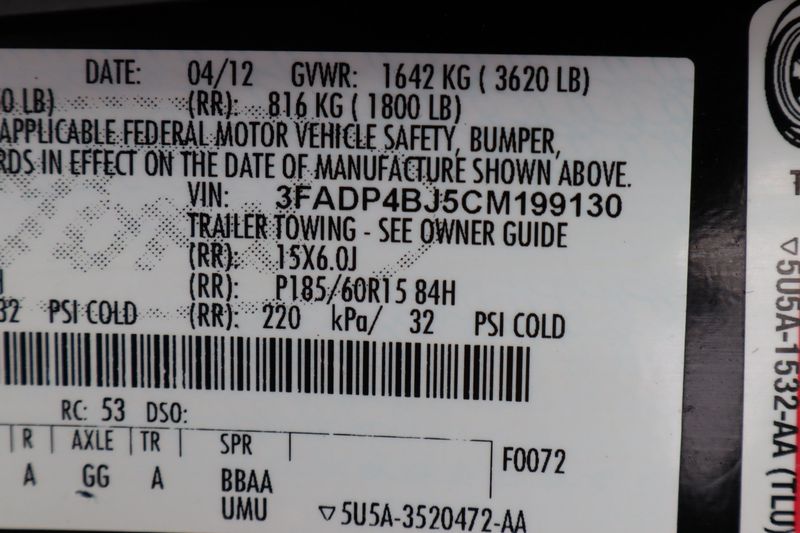 DATE: 04/12 GVWR: 1642 KG ( 3620 LB)
0 LB) (RR): 816 KG ( 1800 LB)
APPLICABLE FEDERAL MOTOR VEHICLE SAFETY, BUMPER,
RDS IN EFFECT ON THE DATE OF MANUFACTURE SHOWN ABOVE.
VIN: 3FADP4BJ5CM199130
TRAILER TOWING - SEE OWNER GUIDE
(RR): 15X6.0J
H (RR): P185/60R15 84H
32 PSI COLD (RR): 220 kPa/ 32 PSI COLD
RC: 53 DSO:
R AXLE TR SPR F0072
A GG A BBAA
UMU ▽5U5A-3520472-AA
▽5U5A-1532-AA (TLU)